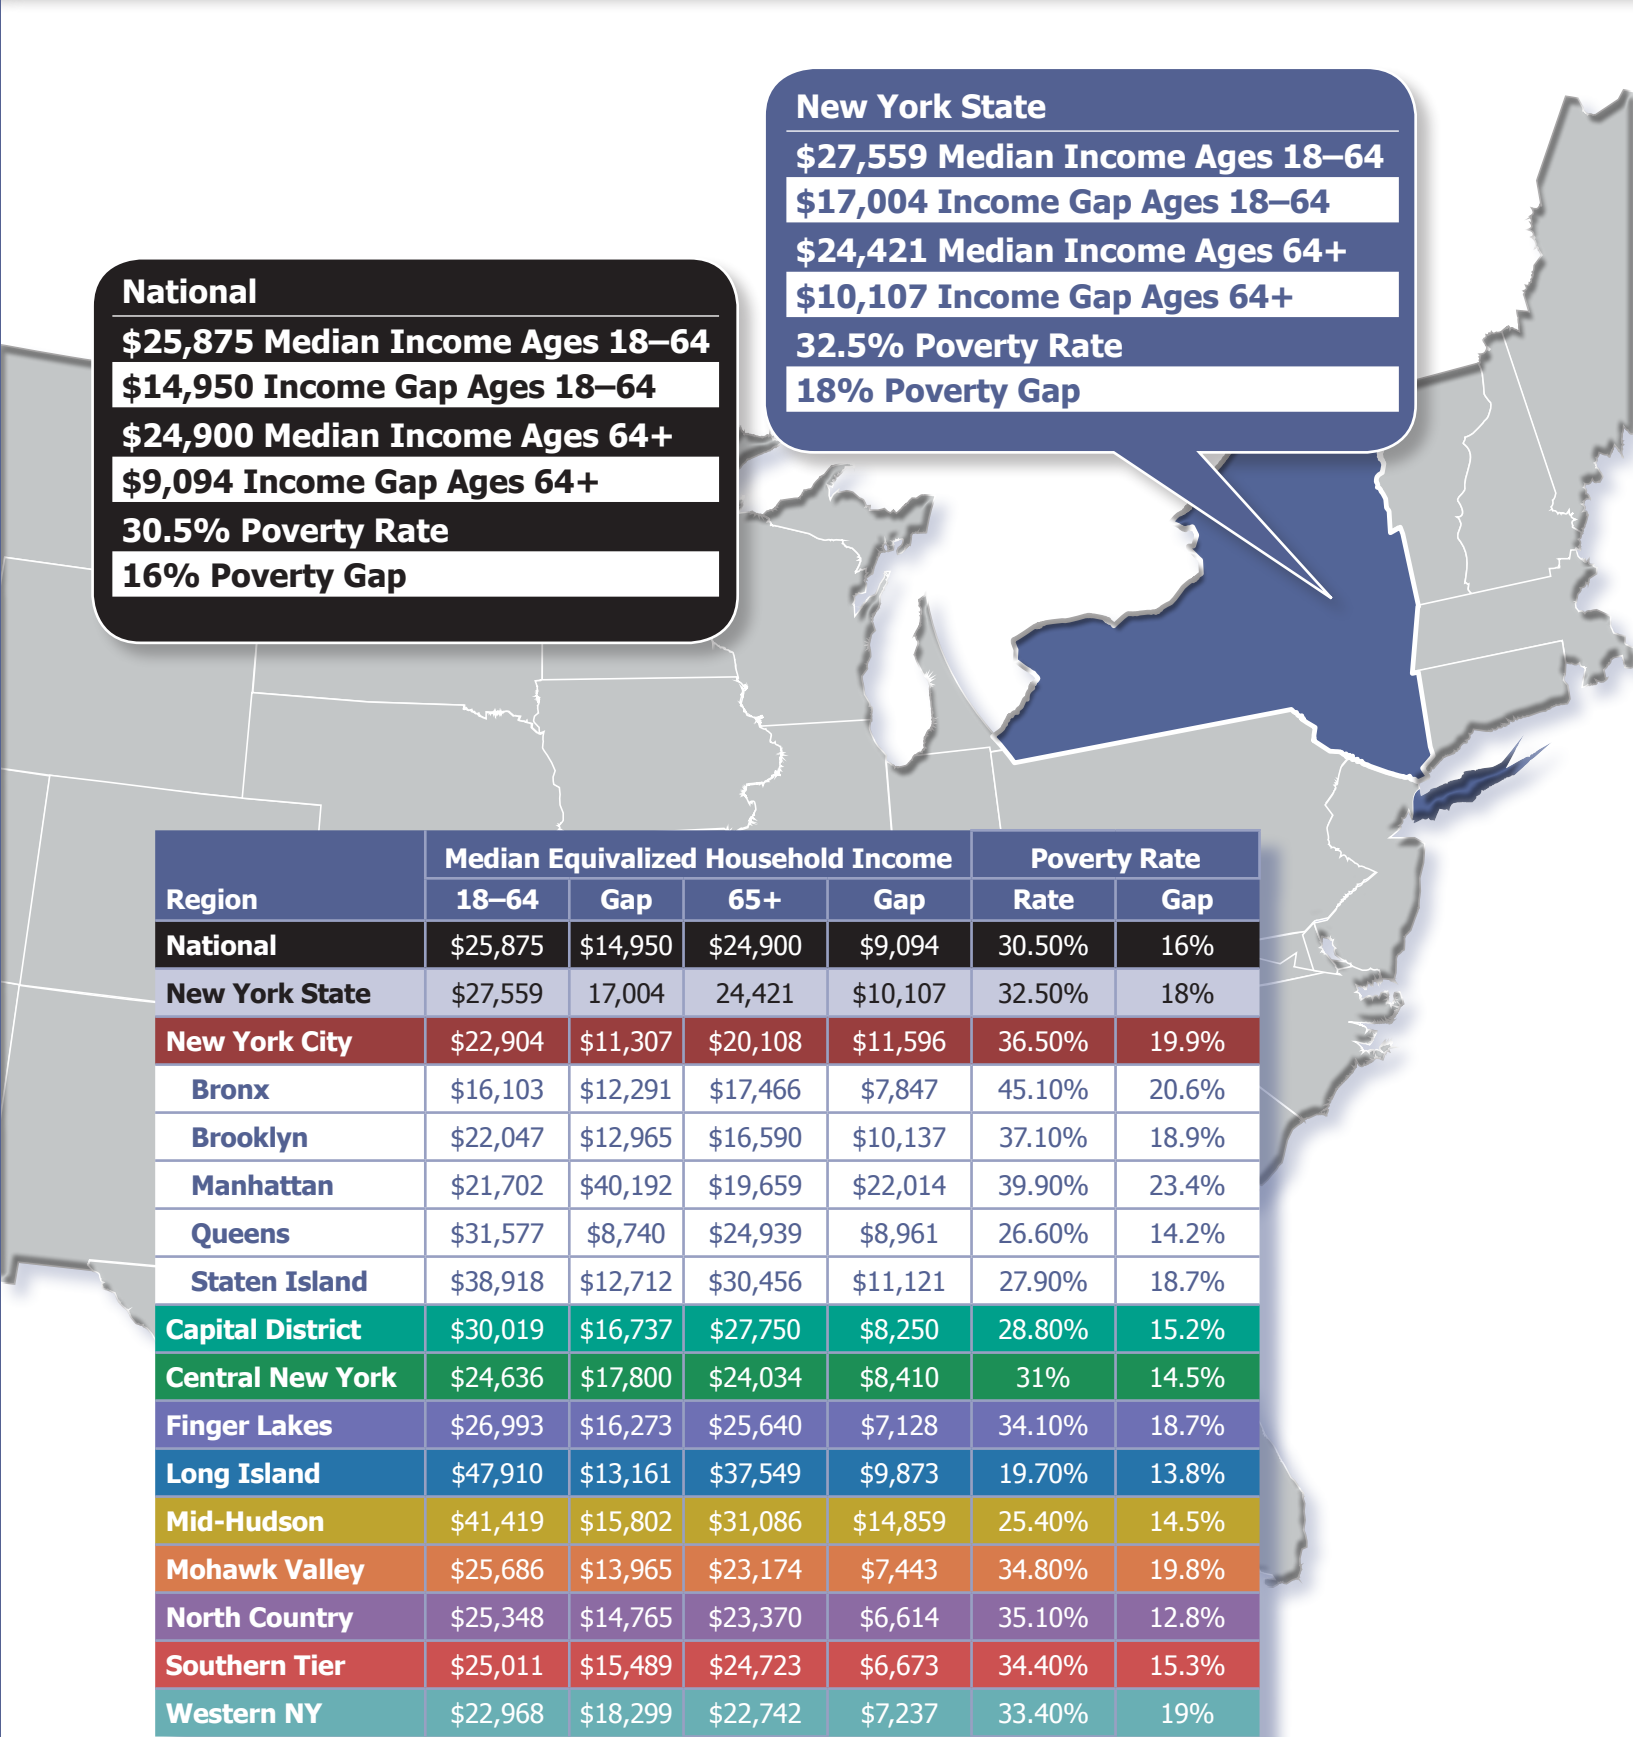 New York State
$27,559 Median Income Ages 18–64
$17,004 Income Gap Ages 18–64
$24,421 Median Income Ages 64+
$10,107 Income Gap Ages 64+
32.5% Poverty Rate
18% Poverty Gap
National
$25,875 Median Income Ages 18–64
$14,950 Income Gap Ages 18–64
$24,900 Median Income Ages 64+
$9,094 Income Gap Ages 64+
30.5% Poverty Rate
16% Poverty Gap
Median Equivalized Household Income Poverty Rate
Region 18–64 Gap 65+ Gap Rate Gap
National $25,875 $14,950 $24,900 $9,094 30.50% 16%
New York State $27,559 17,004 24,421 $10,107 32.50% 18%
New York City $22,904 $11,307 $20,108 $11,596 36.50% 19.9%
Bronx $16,103 $12,291 $17,466 $7,847 45.10% 20.6%
Brooklyn $22,047 $12,965 $16,590 $10,137 37.10% 18.9%
Manhattan $21,702 $40,192 $19,659 $22,014 39.90% 23.4%
Queens $31,577 $8,740 $24,939 $8,961 26.60% 14.2%
Staten Island $38,918 $12,712 $30,456 $11,121 27.90% 18.7%
Capital District $30,019 $16,737 $27,750 $8,250 28.80% 15.2%
Central New York $24,636 $17,800 $24,034 $8,410 31% 14.5%
Finger Lakes $26,993 $16,273 $25,640 $7,128 34.10% 18.7%
Long Island $47,910 $13,161 $37,549 $9,873 19.70% 13.8%
Mid-Hudson $41,419 $15,802 $31,086 $14,859 25.40% 14.5%
Mohawk Valley $25,686 $13,965 $23,174 $7,443 34.80% 19.8%
North Country $25,348 $14,765 $23,370 $6,614 35.10% 12.8%
Southern Tier $25,011 $15,489 $24,723 $6,673 34.40% 15.3%
Western NY $22,968 $18,299 $22,742 $7,237 33.40% 19%